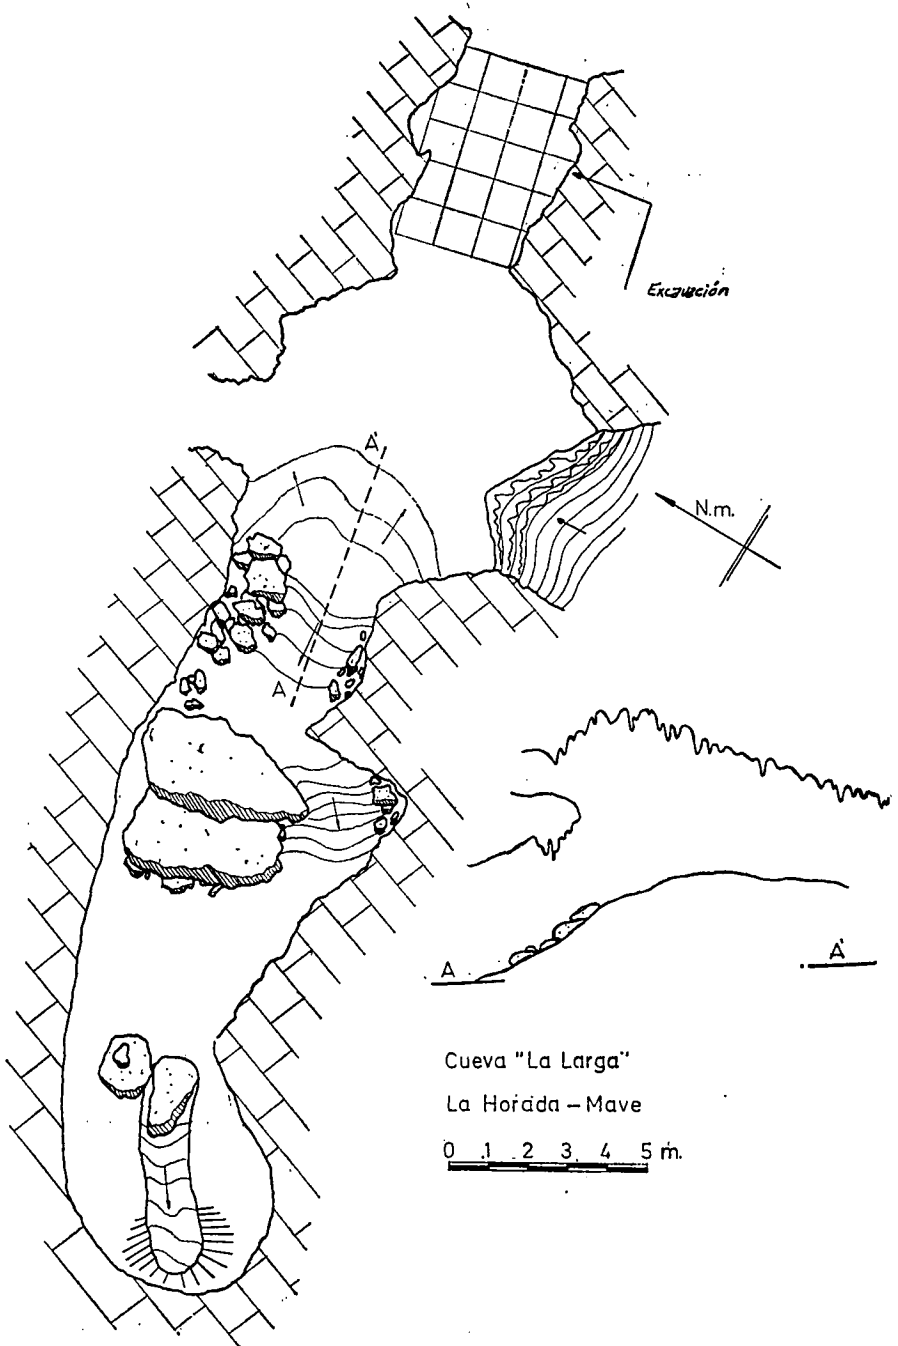 Excavación
A'
N.m.
A
A
A'
Cueva "La Larga"
La Horada - Mave
0 1 2 3 4 5 m.